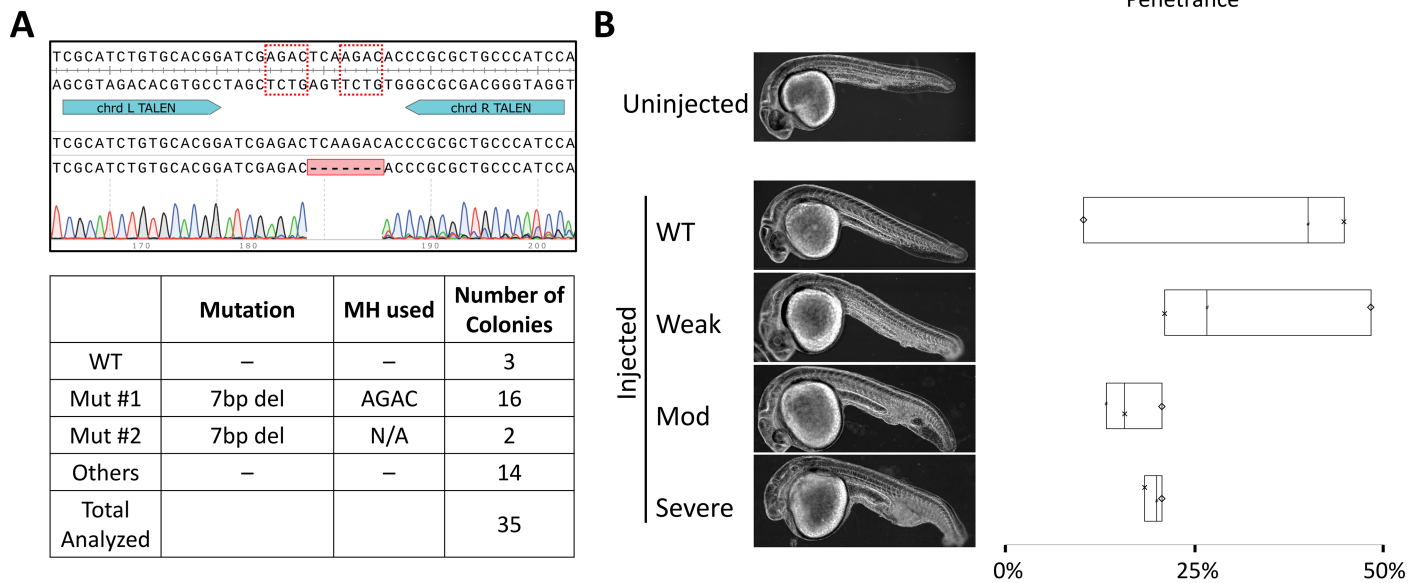 A
TCGCATCTGTGCACGGATCGAGACTCAAGACACCCGCGCTGCCCATCCA
AGCGTAGACACGTGCCTAGCTCTGAGTTCTGTGGGCGCGACGGGTAGGT
chrd L TALEN
chrd R TALEN
TCGCATCTGTGCACGGATCGAGACTCAAGACACCCGCGCTGCCCATCCA
TCGCATCTGTGCACGGATCGAGAC-------ACCCGCGCTGCCCATCCA
170 180 190 200
Mutation MH used Number of Colonies
WT – – 3
Mut #1 7bp del AGAC 16
Mut #2 7bp del N/A 2
Others – – 14
Total Analyzed 35
B
Penetrance
Uninjected
Injected
WT
Weak
Mod
Severe
0% 25% 50%